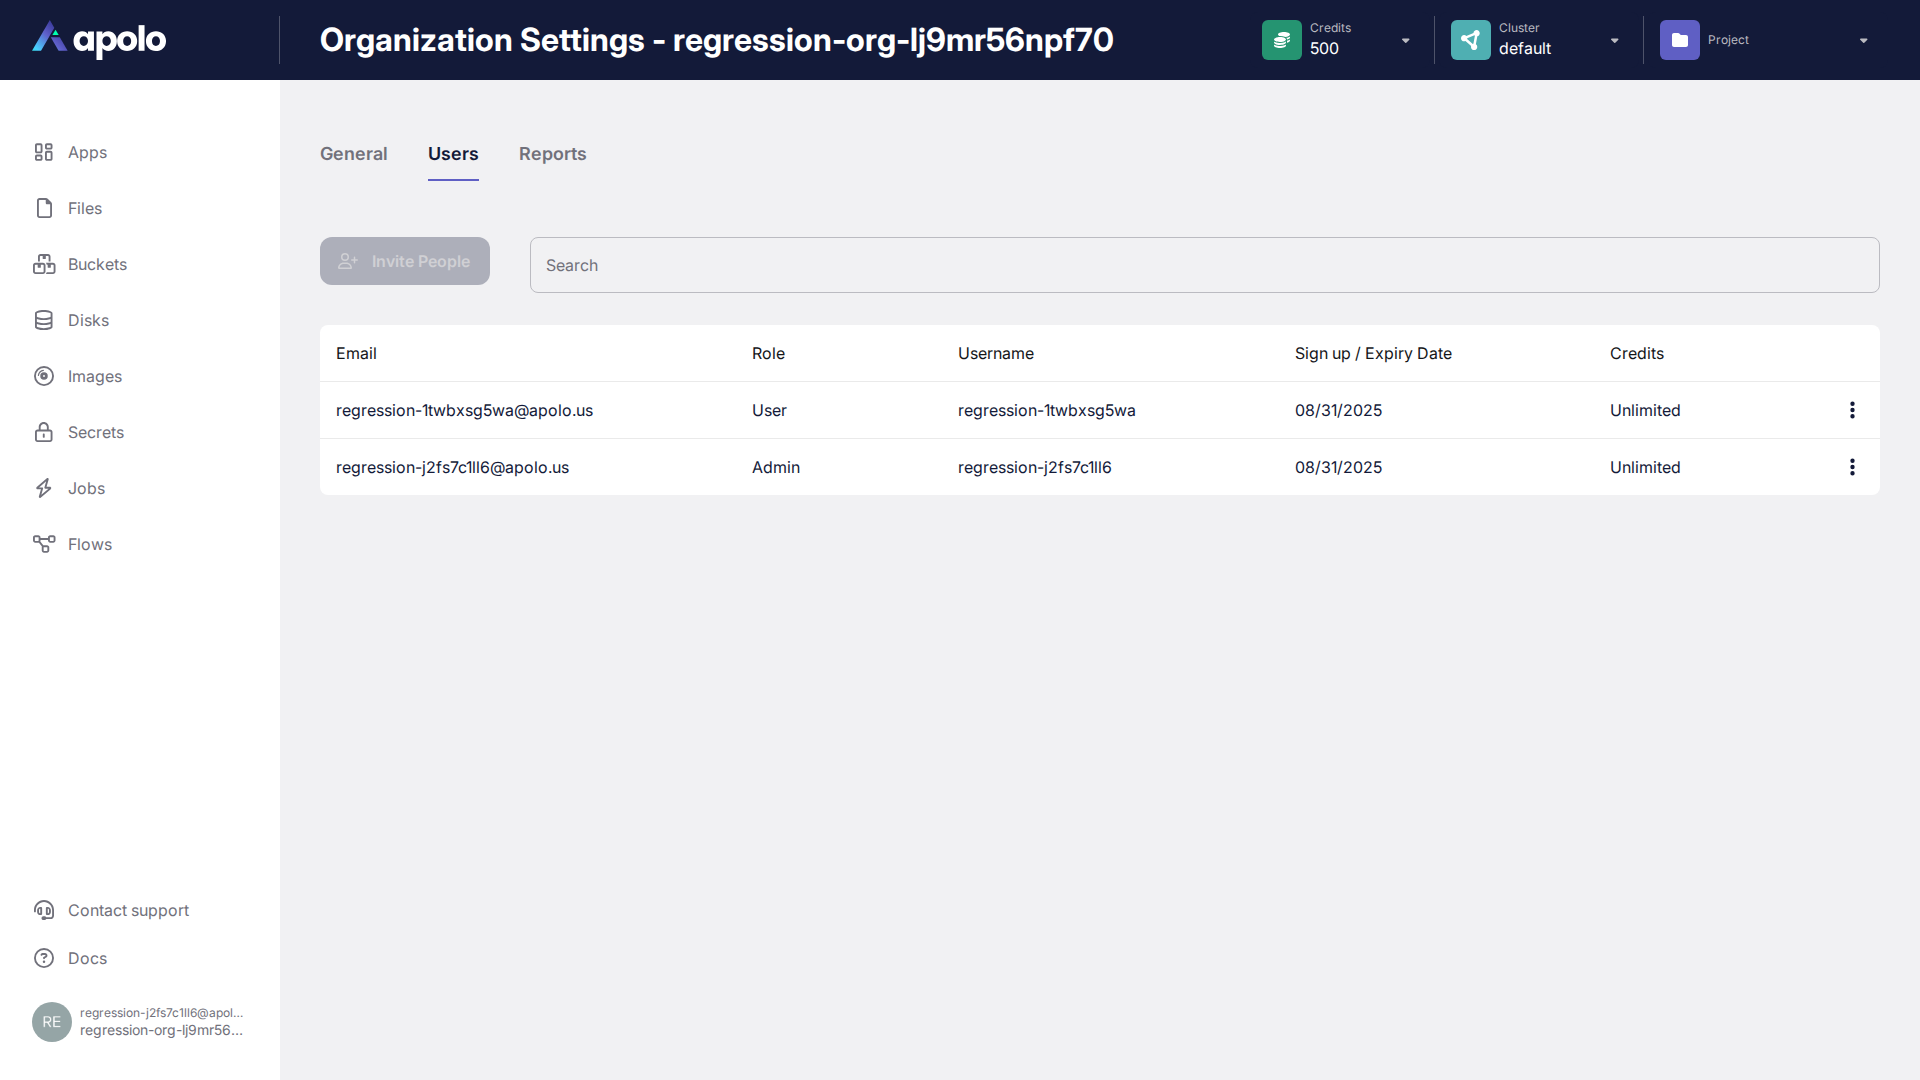 apolo
Organization Settings - regression-org-lj9mr56npf70
Credits
500
Cluster
default
Project
Apps
Files
Buckets
Disks
Images
Secrets
Jobs
Flows
Contact support
Docs
RE
regression-j2fs7c1ll6@apol...
regression-org-lj9mr56...
General Users Reports
Invite People
Search
Email Role Username Sign up / Expiry Date Credits
regression-1twbxsg5wa@apolo.us User regression-1twbxsg5wa 08/31/2025 Unlimited
regression-j2fs7c1ll6@apolo.us Admin regression-j2fs7c1ll6 08/31/2025 Unlimited